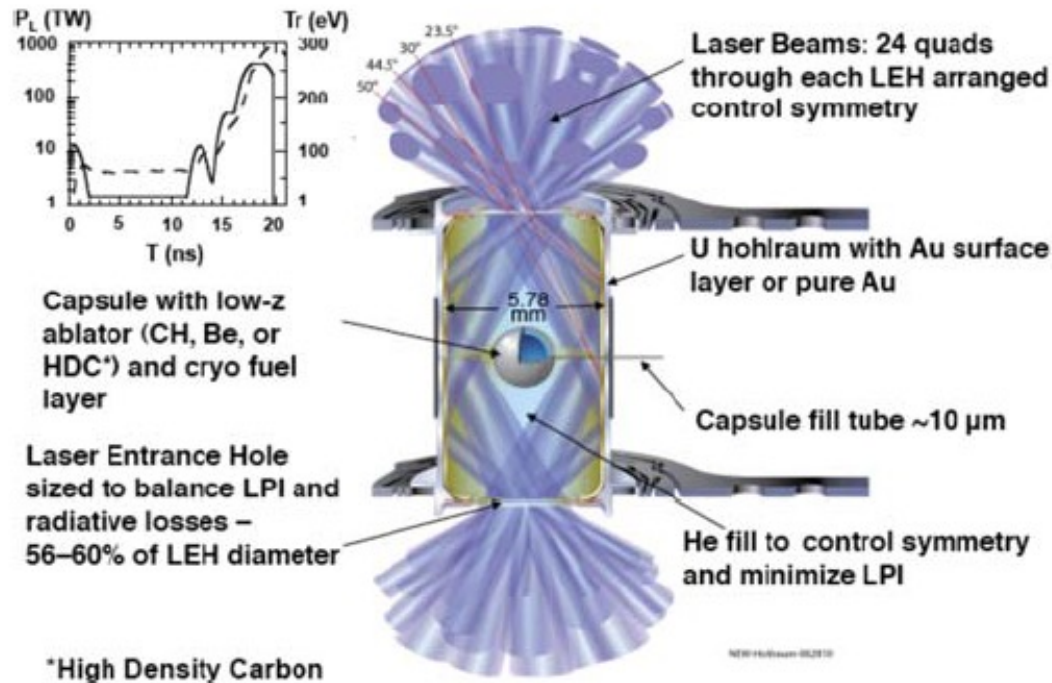 P_L (TW)
Tr (eV)
1000
100
10
1
300
200
100
1
0 5 10 15 20
T (ns)
50°
44.5°
30°
23.5°
Laser Beams: 24 quads
through each LEH arranged
control symmetry
U hohlraum with Au surface
layer or pure Au
5.78
mm
Capsule with low-z
ablator (CH, Be, or
HDC*) and cryo fuel
layer
Capsule fill tube ~10 µm
Laser Entrance Hole
sized to balance LPI and
radiative losses –
56–60% of LEH diameter
He fill to control symmetry
and minimize LPI
*High Density Carbon